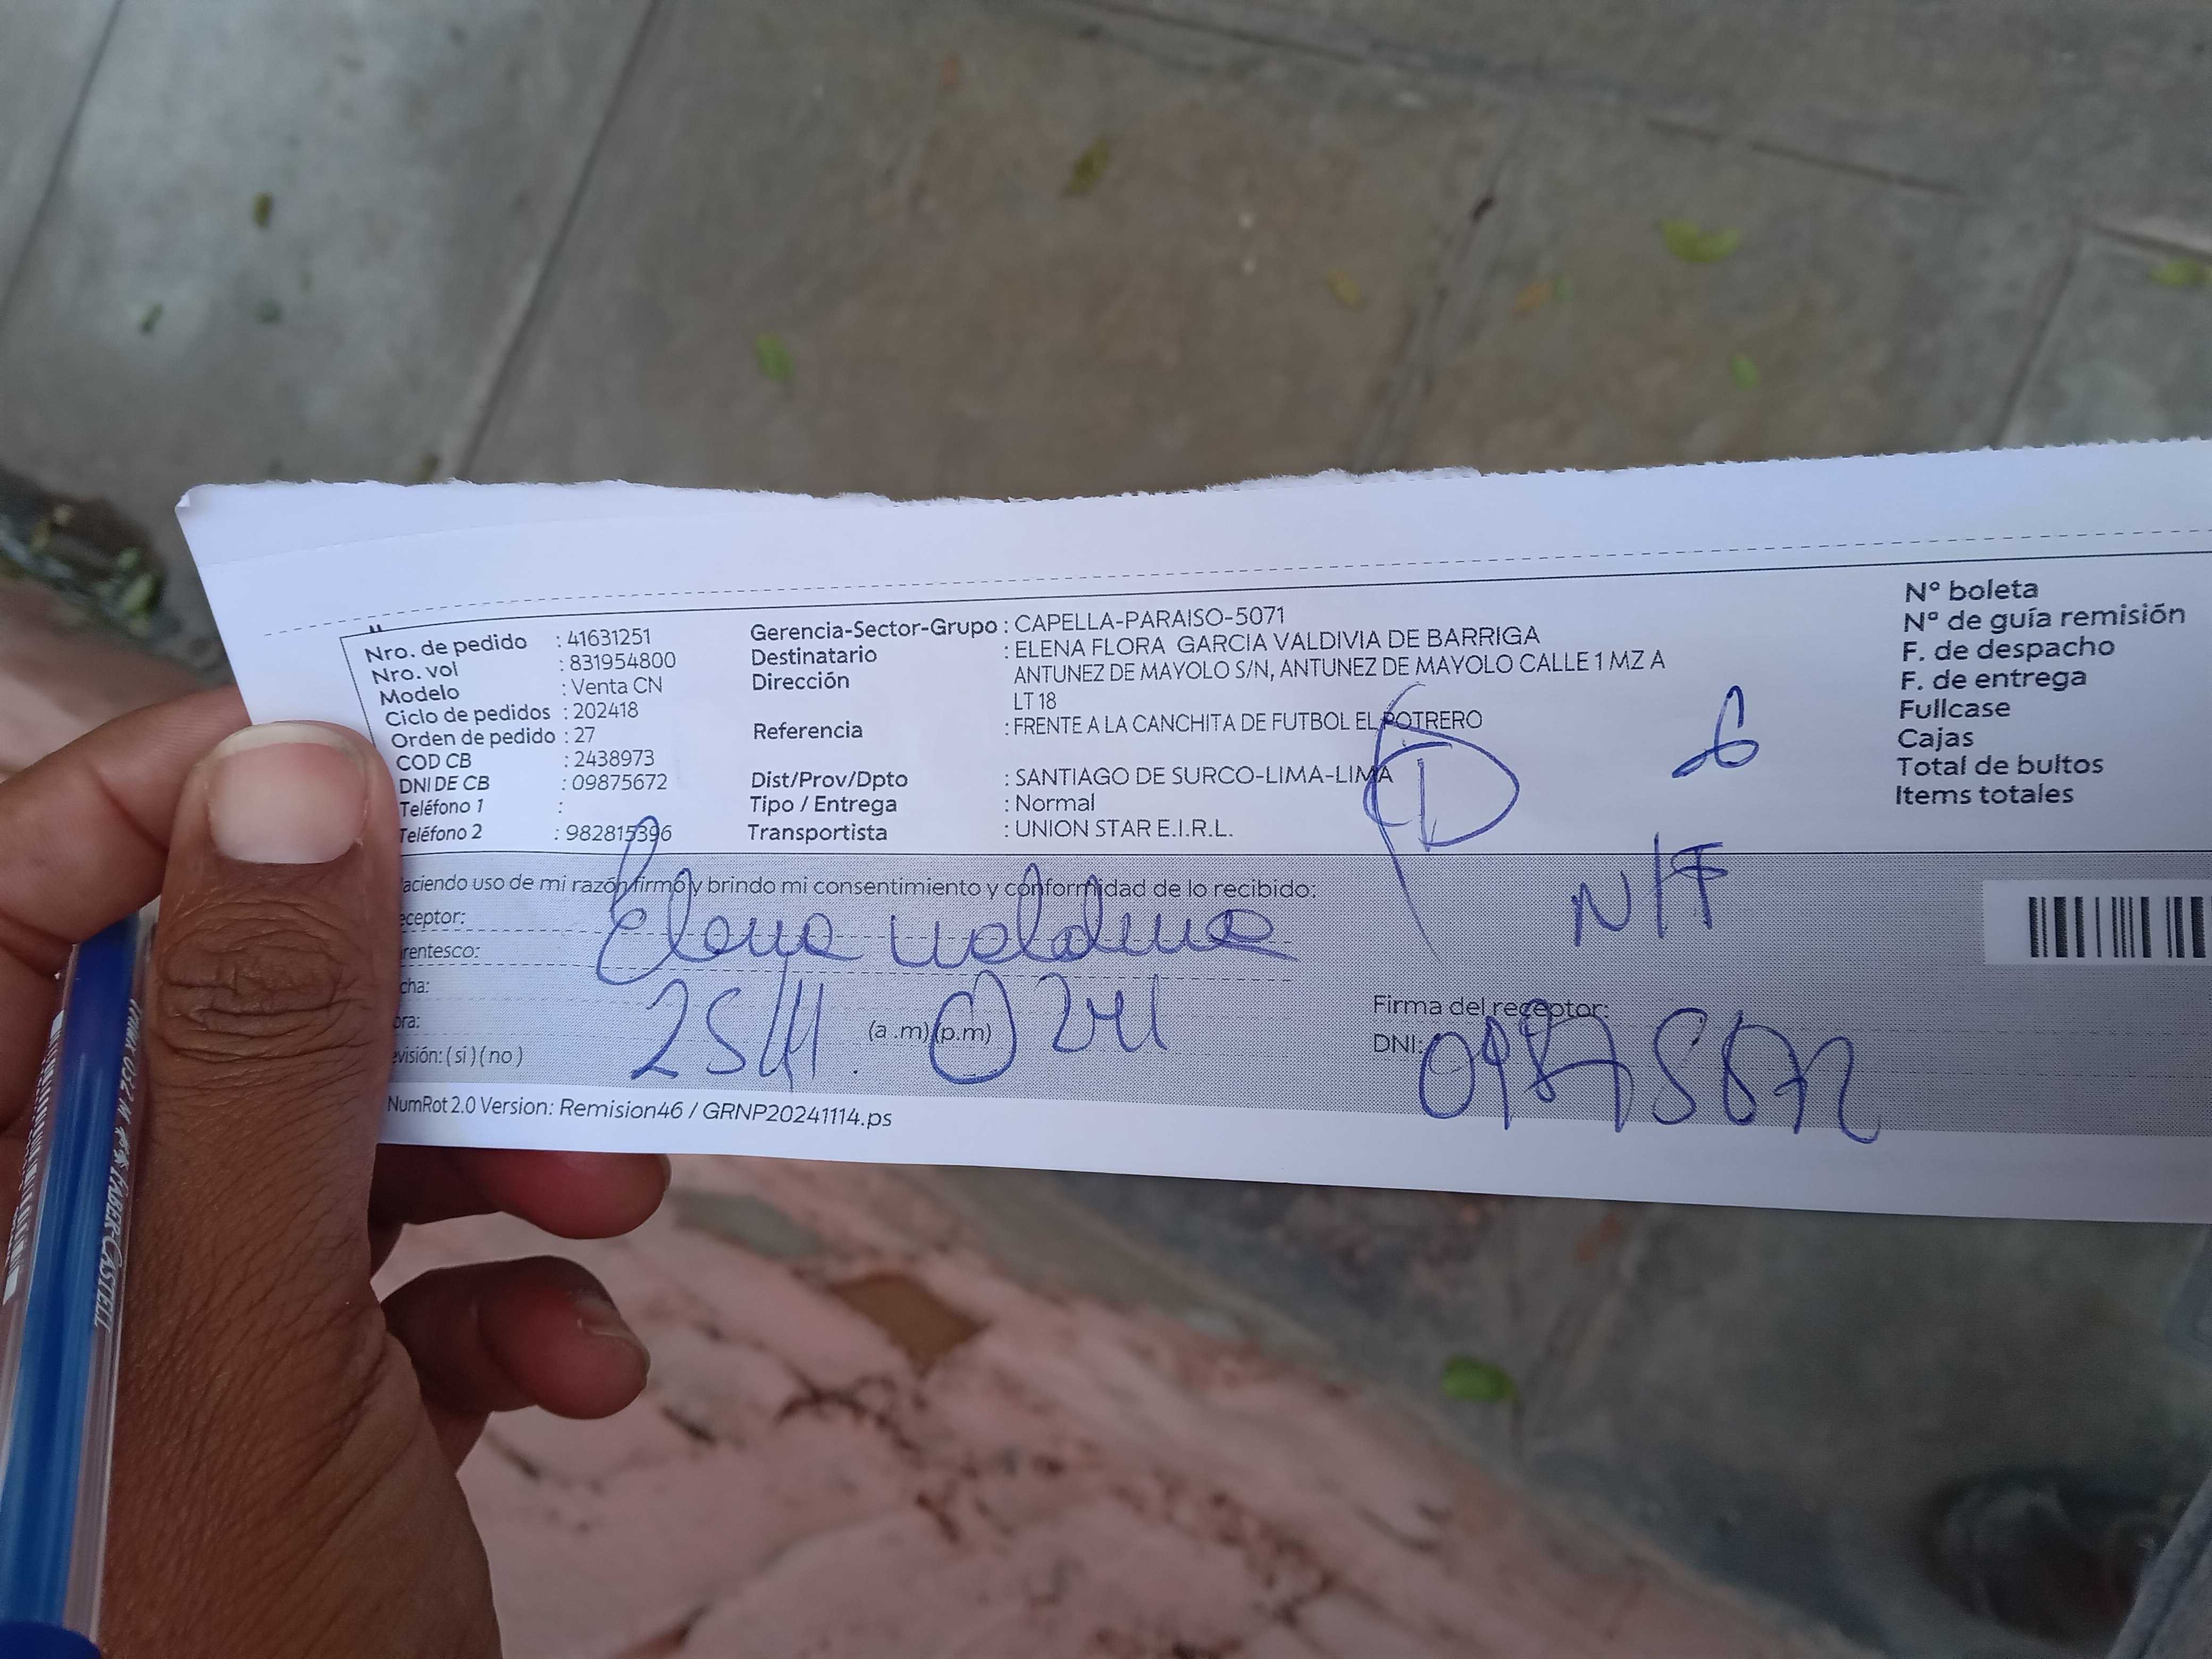 Nro. de pedido : 41631251
Nro. vol : 831954800
Modelo : Venta CN
Ciclo de pedidos : 202418
Orden de pedido : 27
COD CB : 2438973
DNI DE CB : 09875672
Teléfono 1 :
Teléfono 2 : 982815396
Gerencia-Sector-Grupo : CAPELLA-PARAISO-5071
Destinatario : ELENA FLORA GARCIA VALDIVIA DE BARRIGA
Dirección ANTUNEZ DE MAYOLO S/N, ANTUNEZ DE MAYOLO CALLE 1 MZ A
LT 18
Referencia : FRENTE A LA CANCHITA DE FUTBOL EL POTRERO
Dist/Prov/Dpto : SANTIAGO DE SURCO-LIMA-LIMA
Tipo / Entrega : Normal
Transportista : UNION STAR E.I.R.L.
Nº boleta
Nº de guía remisión
F. de despacho
F. de entrega
Fullcase
Cajas
Total de bultos
Items totales
aciendo uso de mi razón firmo y brindo mi consentimiento y conformidad de lo recibido:
eceptor: Elena Valdivia
rentesco:
cha:
ora: (a .m) (p.m)
evisión: ( si ) ( no )
Firma del receptor:
DNI:
NumRot 2.0 Version: Remision46 / GRNP20241114.ps
FABER-CASTELL